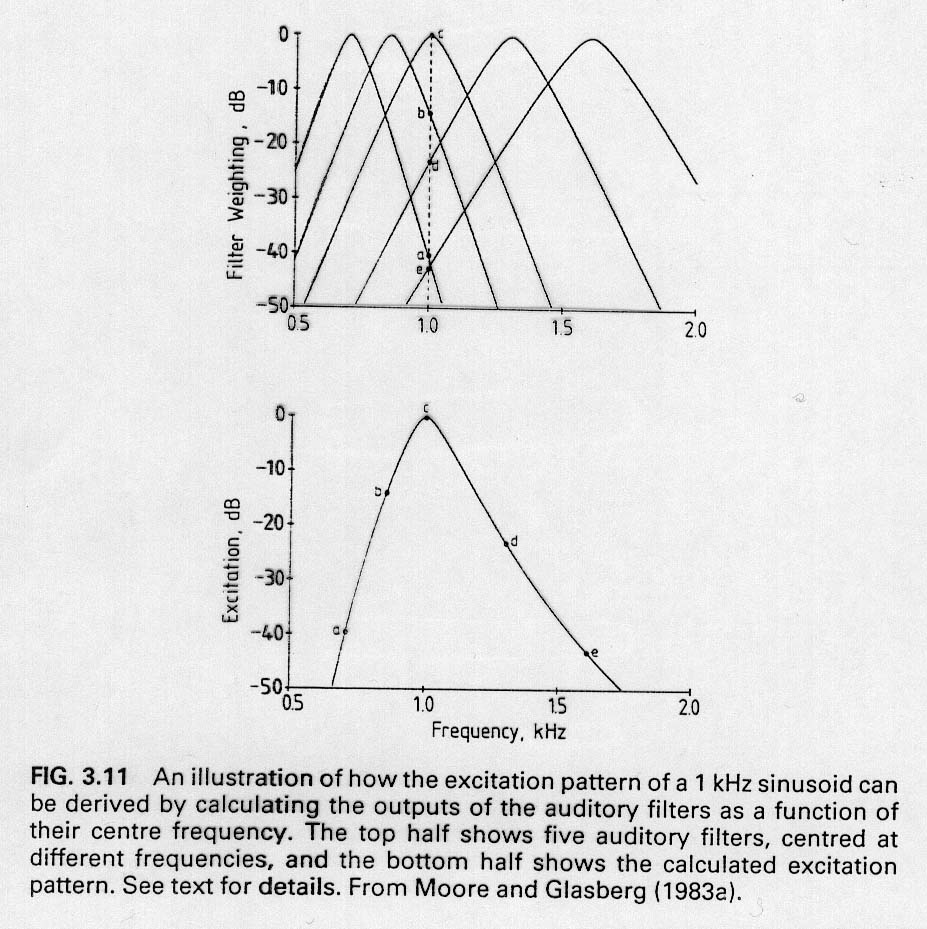 0
c
-10
b
-20
d
-30
-40
a
e
-50
Filter Weighting, dB
0.5
1.0
1.5
2.0
c
0
-10
b
-20
d
-30
a
-40
e
-50
Excitation, dB
0.5
1.0
1.5
2.0
Frequency, kHz
FIG. 3.11 An illustration of how the excitation pattern of a 1 kHz sinusoid can
be derived by calculating the outputs of the auditory filters as a function of
their centre frequency. The top half shows five auditory filters, centred at
different frequencies, and the bottom half shows the calculated excitation
pattern. See text for details. From Moore and Glasberg (1983a).